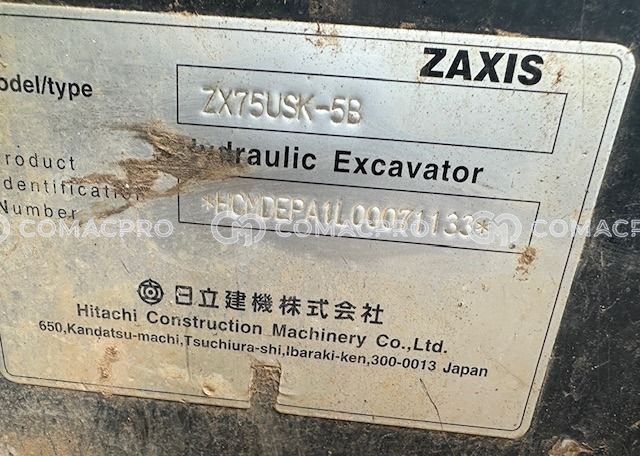 ZAXIS
odel/type
ZX75USK-5B
ydraulic Excavator
roduct
dentification
Number
*HCMDEPA1L00071133*
COMACPRO COMACPRO COMACPRO
日立建機株式会社
Hitachi Construction Machinery Co.,Ltd.
650,Kandatsu-machi,Tsuchiura-shi,Ibaraki-ken,300-0013 Japan